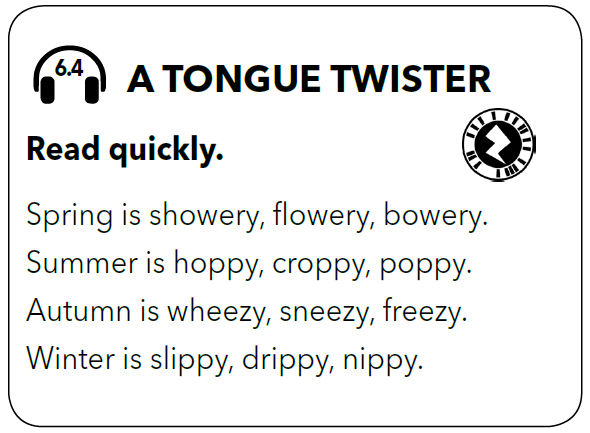 6.4
A TONGUE TWISTER
Read quickly.
Spring is showery, flowery, bowery.
Summer is hoppy, croppy, poppy.
Autumn is wheezy, sneezy, freezy.
Winter is slippy, drippy, nippy.